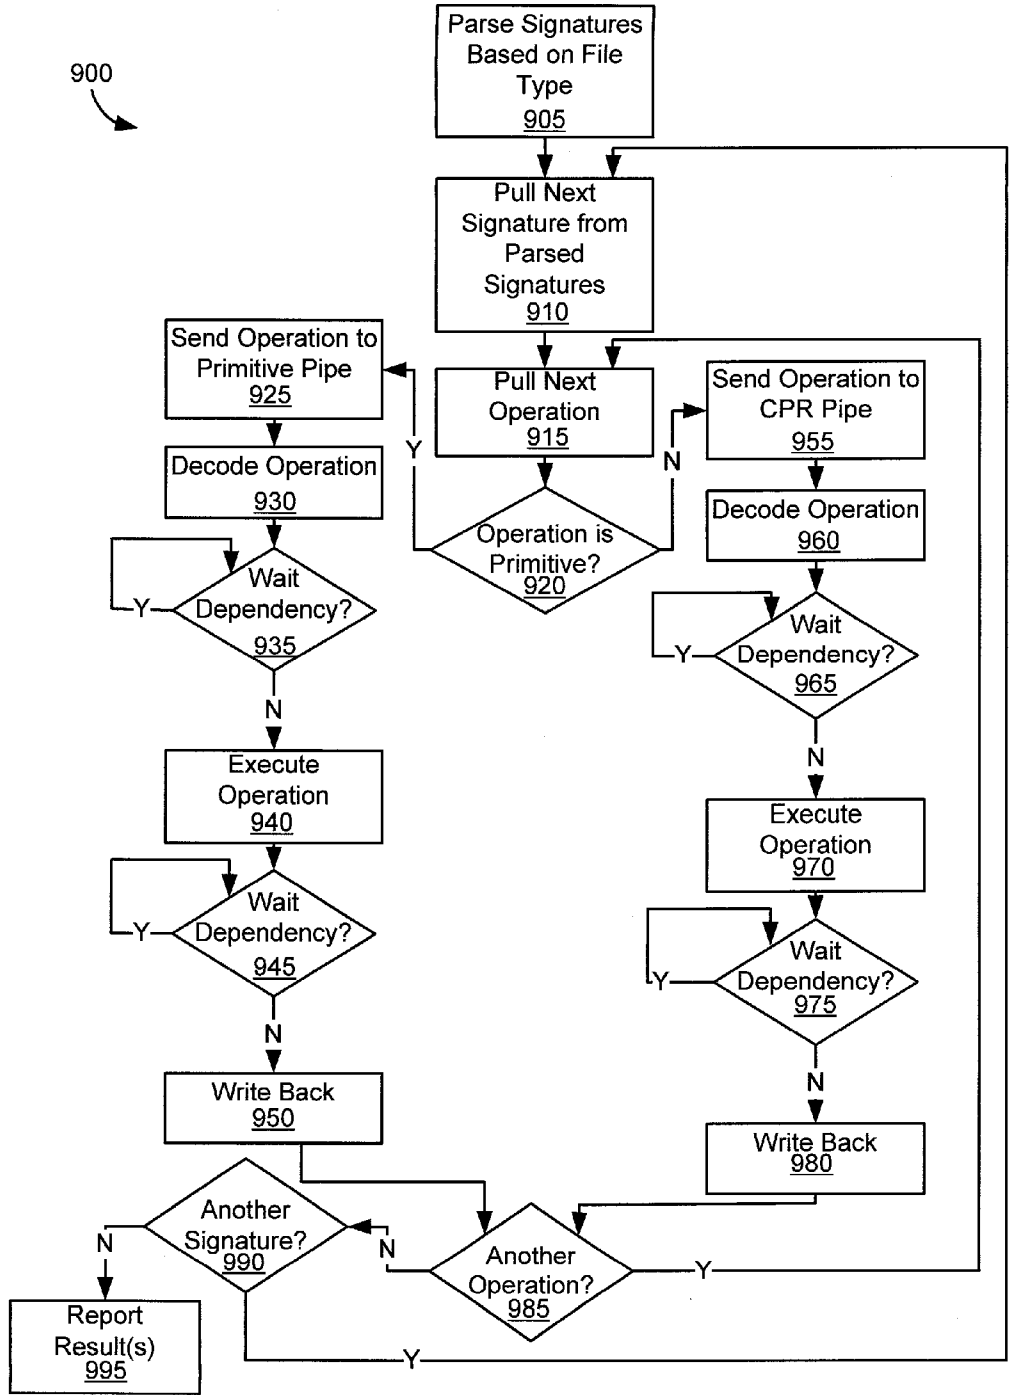 Parse Signatures
Based on File
Type
905
900
Pull Next
Signature from
Parsed
Signatures
910
Send Operation to
Primitive Pipe
925
Pull Next
Operation
915
Send Operation to
CPR Pipe
955
Y
N
Decode Operation
930
Operation is
Primitive?
920
Decode Operation
960
Wait
Dependency?
935
Y
N
Wait
Dependency?
965
Y
N
Execute
Operation
940
Execute
Operation
970
Wait
Dependency?
945
Y
N
Wait
Dependency?
975
Y
N
Write Back
950
Write Back
980
Another
Signature?
990
N
N
Another
Operation?
985
Y
Report
Result(s)
995
Y